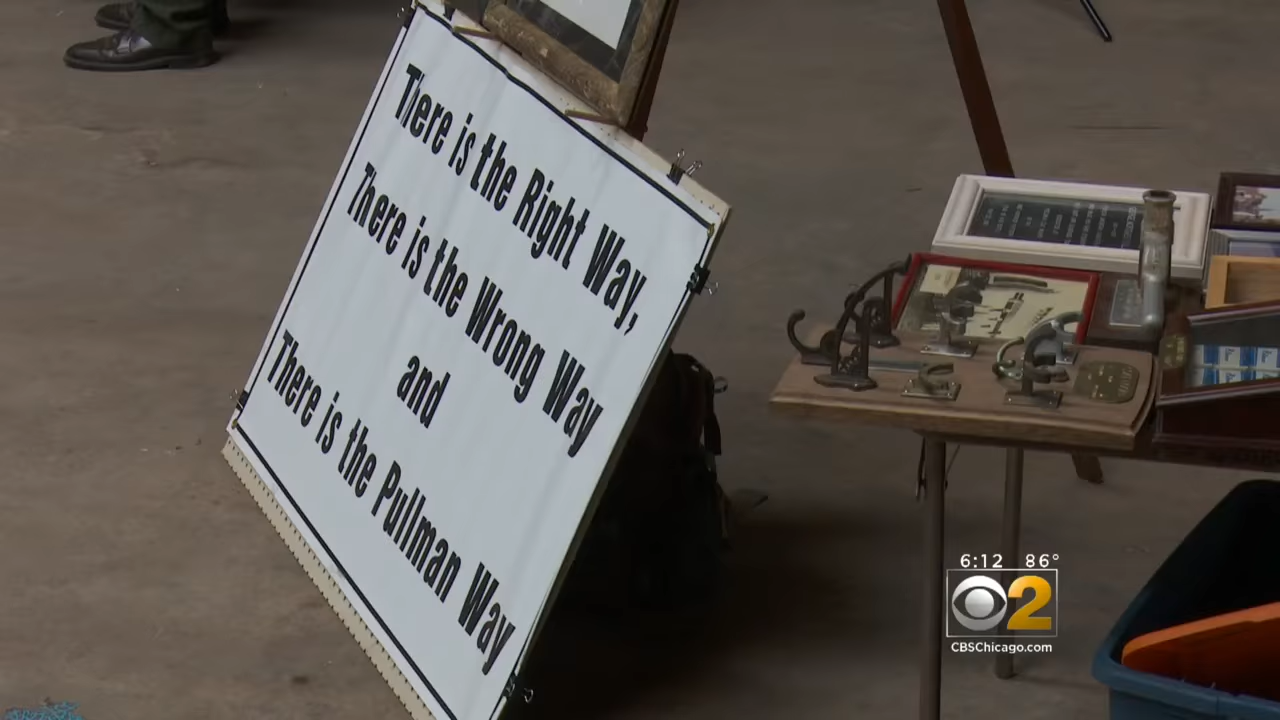 There is the Right Way,
There is the Wrong Way
and
There is the Pullman Way
6:12 86°
2
CBSChicago.com